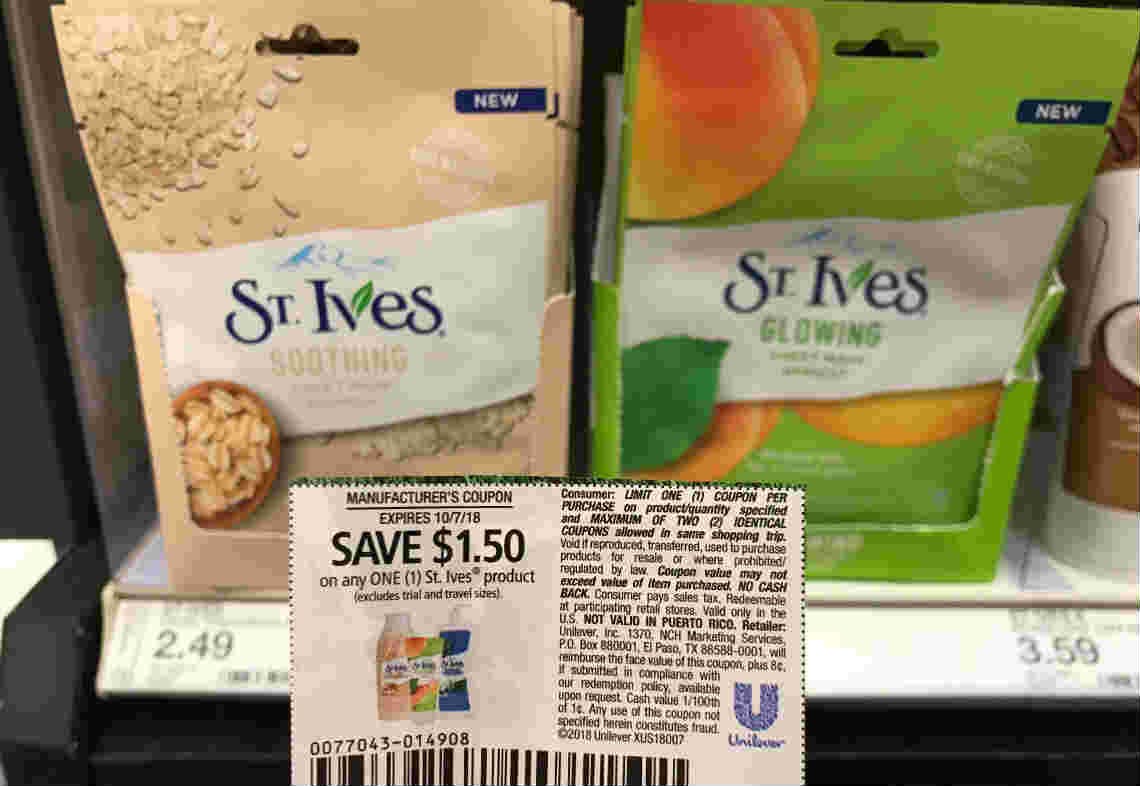 NEW
ST. IVES
SOOTHING
NEW
ST. IVES
GLOWING
SHEET MASK
APRICOT
MANUFACTURER'S COUPON
EXPIRES 10/7/18
SAVE $1.50
on any ONE (1) St. Ives® product
(excludes trial and travel sizes).
0077043-014908
Consumer: LIMIT ONE (1) COUPON PER
PURCHASE on product/quantity specified
and MAXIMUM OF TWO (2) IDENTICAL
COUPONS allowed in same shopping trip.
Void if reproduced, transferred, used to purchase
products for resale or where prohibited/
regulated by law. Coupon value may not
exceed value of item purchased. NO CASH
BACK. Consumer pays sales tax. Redeemable
at participating retail stores. Valid only in the
U.S. NOT VALID IN PUERTO RICO. Retailer:
Unilever, Inc. 1370, NCH Marketing Services,
P.O. Box 880001, El Paso, TX 88588-0001, will
reimburse the face value of this coupon, plus 8¢,
if submitted in compliance with
our redemption policy, available
upon request. Cash value 1/100th
of 1¢. Any use of this coupon not
specified herein constitutes fraud.
©2018 Unilever XUS18007
Unilever
2.49
3.59